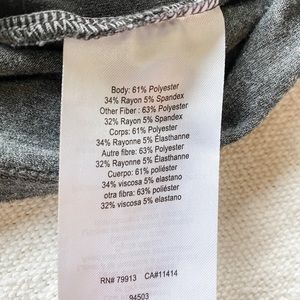 Body: 61% Polyester
34% Rayon 5% Spandex
Other Fiber : 63% Polyester
32% Rayon 5% Spandex
Corps: 61% Polyester
34% Rayonne 5% Élasthanne
Autre fibre: 63% Polyester
32% Rayonne 5% Élasthanne
Cuerpo: 61% poliéster
34% viscosa 5% elastano
otra fibra: 63% poliéster
32% viscosa 5% elastano
RN# 79913 CA#11414
94503